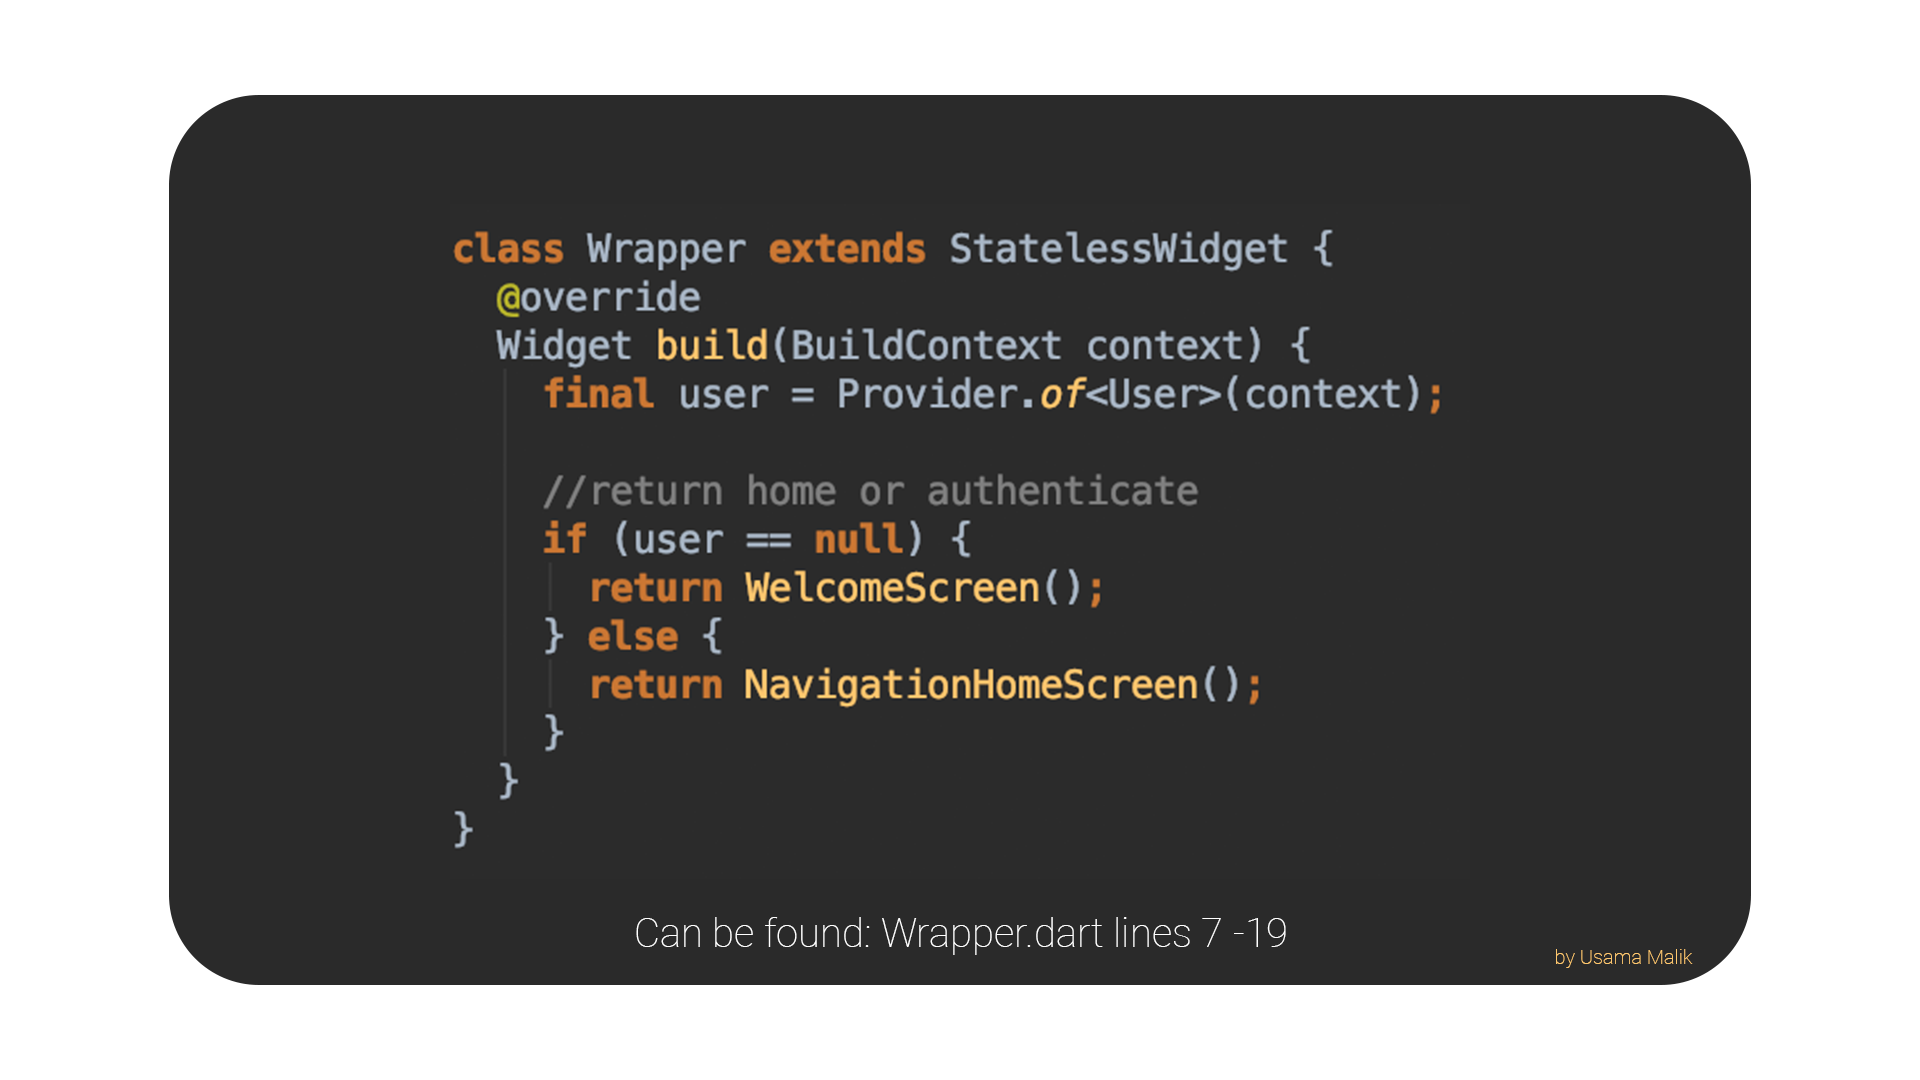 class Wrapper extends StatelessWidget {
  @override
  Widget build(BuildContext context) {
    final user = Provider.of<User>(context);

    //return home or authenticate
    if (user == null) {
      return WelcomeScreen();
    } else {
      return NavigationHomeScreen();
    }
  }
}
Can be found: Wrapper.dart lines 7 -19
by Usama Malik